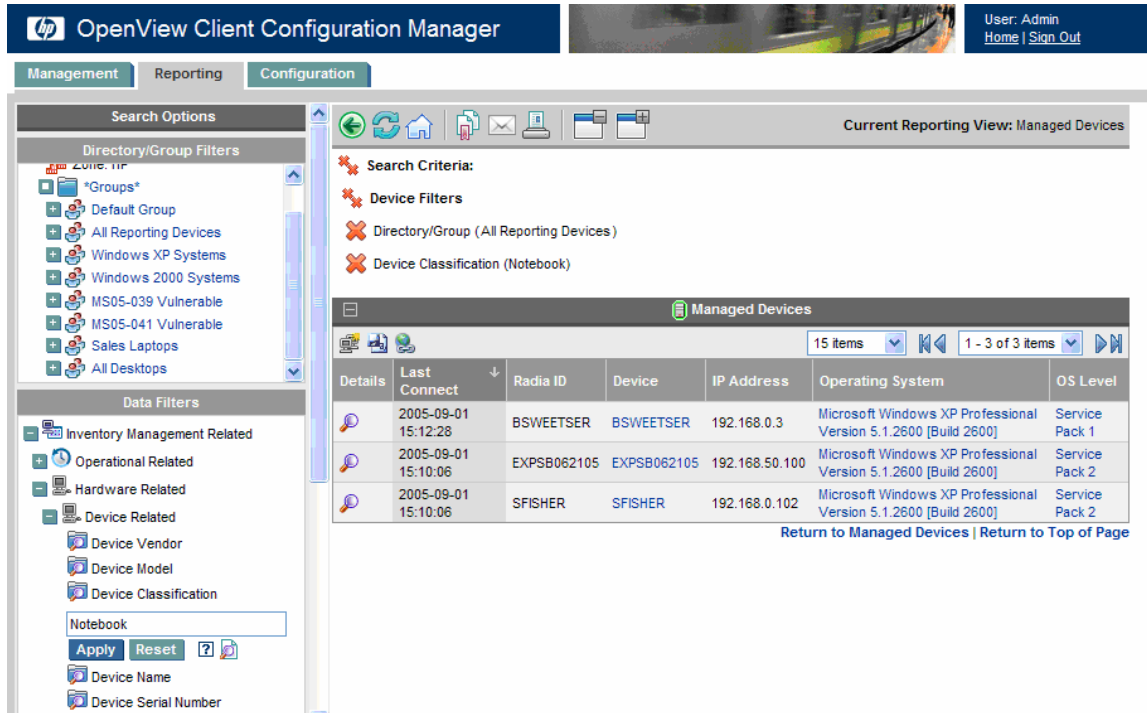 hp OpenView Client Configuration Manager
User: Admin
Home | Sign Out
Management Reporting Configuration
Search Options
Directory/Group Filters
Zone: HP
*Groups*
Default Group
All Reporting Devices
Windows XP Systems
Windows 2000 Systems
MS05-039 Vulnerable
MS05-041 Vulnerable
Sales Laptops
All Desktops
Data Filters
Inventory Management Related
Operational Related
Hardware Related
Device Related
Device Vendor
Device Model
Device Classification
Notebook
Apply Reset ?
Device Name
Device Serial Number
Current Reporting View: Managed Devices
Search Criteria:
Device Filters
Directory/Group (All Reporting Devices)
Device Classification (Notebook)
Managed Devices
15 items 1 - 3 of 3 items
Details Last Connect Radia ID Device IP Address Operating System OS Level
2005-09-01 15:12:28 BSWEETSER BSWEETSER 192.168.0.3 Microsoft Windows XP Professional Version 5.1.2600 [Build 2600] Service Pack 1
2005-09-01 15:10:06 EXPSB062105 EXPSB062105 192.168.50.100 Microsoft Windows XP Professional Version 5.1.2600 [Build 2600] Service Pack 2
2005-09-01 15:10:06 SFISHER SFISHER 192.168.0.102 Microsoft Windows XP Professional Version 5.1.2600 [Build 2600] Service Pack 2
Return to Managed Devices | Return to Top of Page